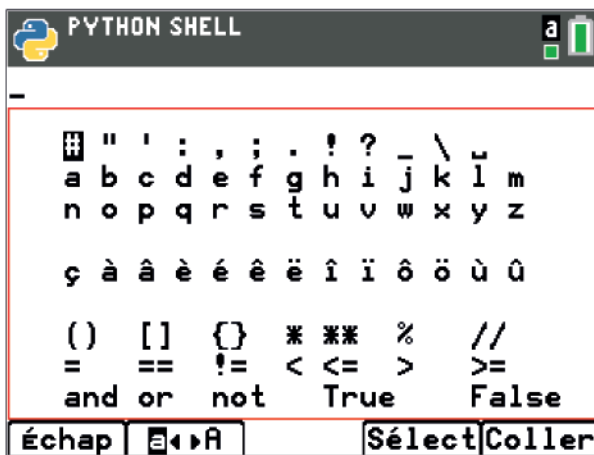 PYTHON SHELL a
_
# " ' : , ; . ! ? _ \ ␣
a b c d e f g h i j k l m
n o p q r s t u v w x y z
ç à â è é ê ë î ï ô ö ù û
() [] {} * ** % //
= == != < <= > >=
and or not True False
Échap a◂▸A Sélect Coller